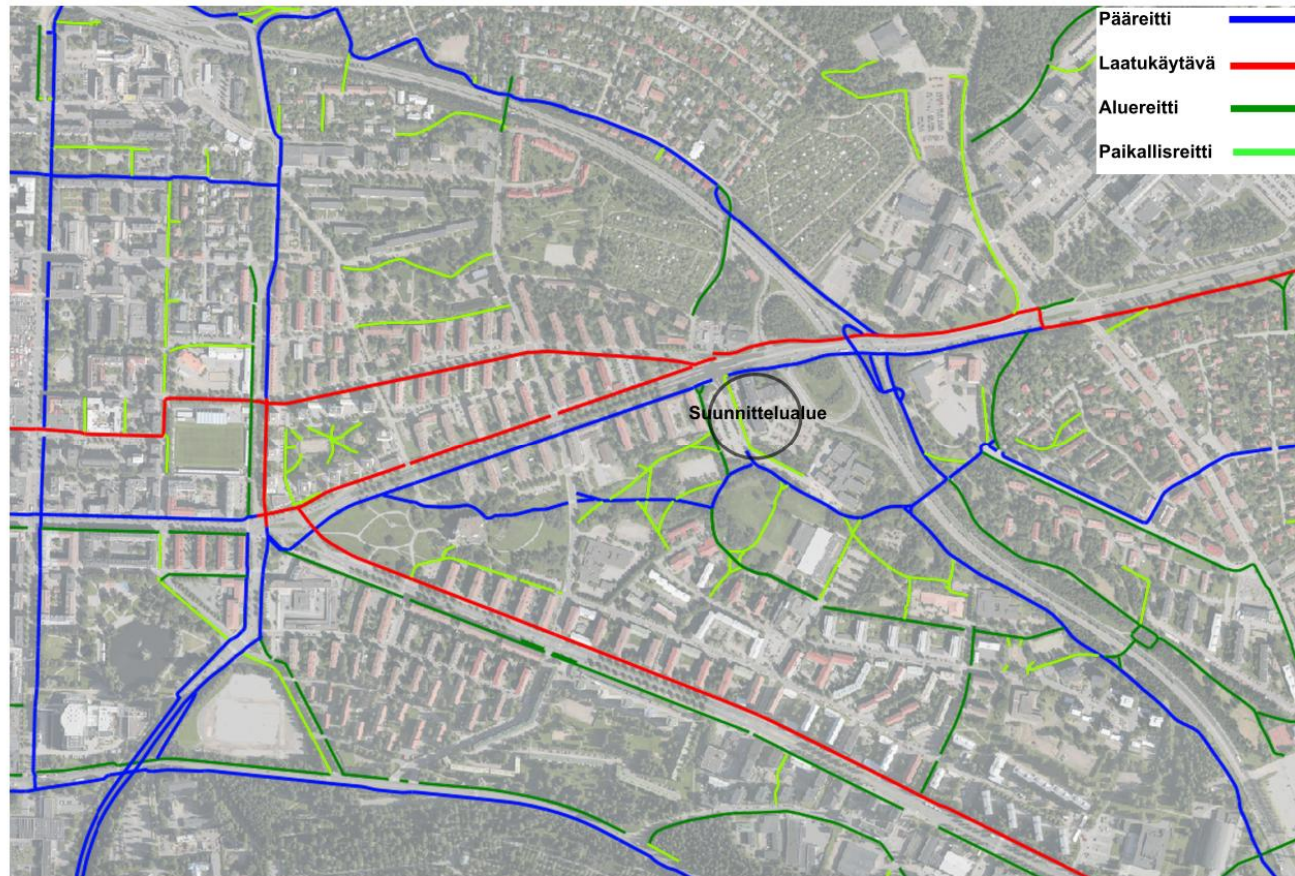 Pääreitti
Laatukäytävä
Aluereitti
Paikallisreitti
Suunnittelualue